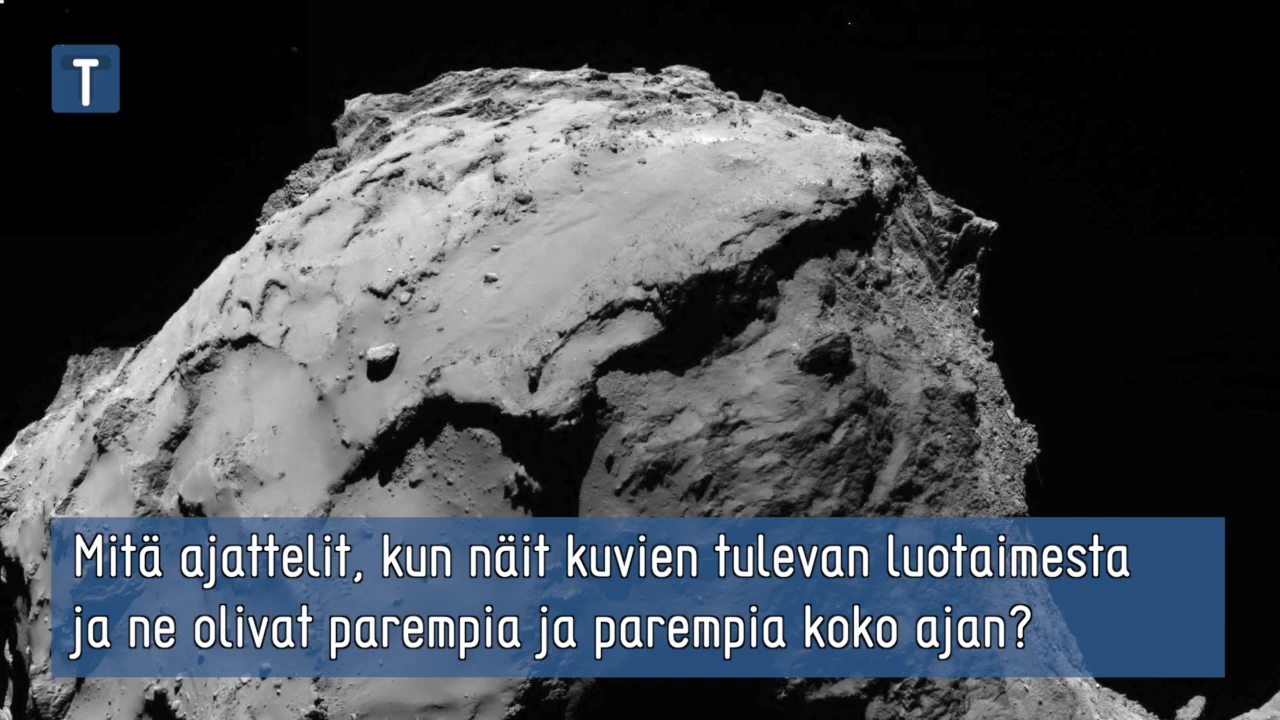 T
Mitä ajattelit, kun näit kuvien tulevan luotaimesta
ja ne olivat parempia ja parempia koko ajan?